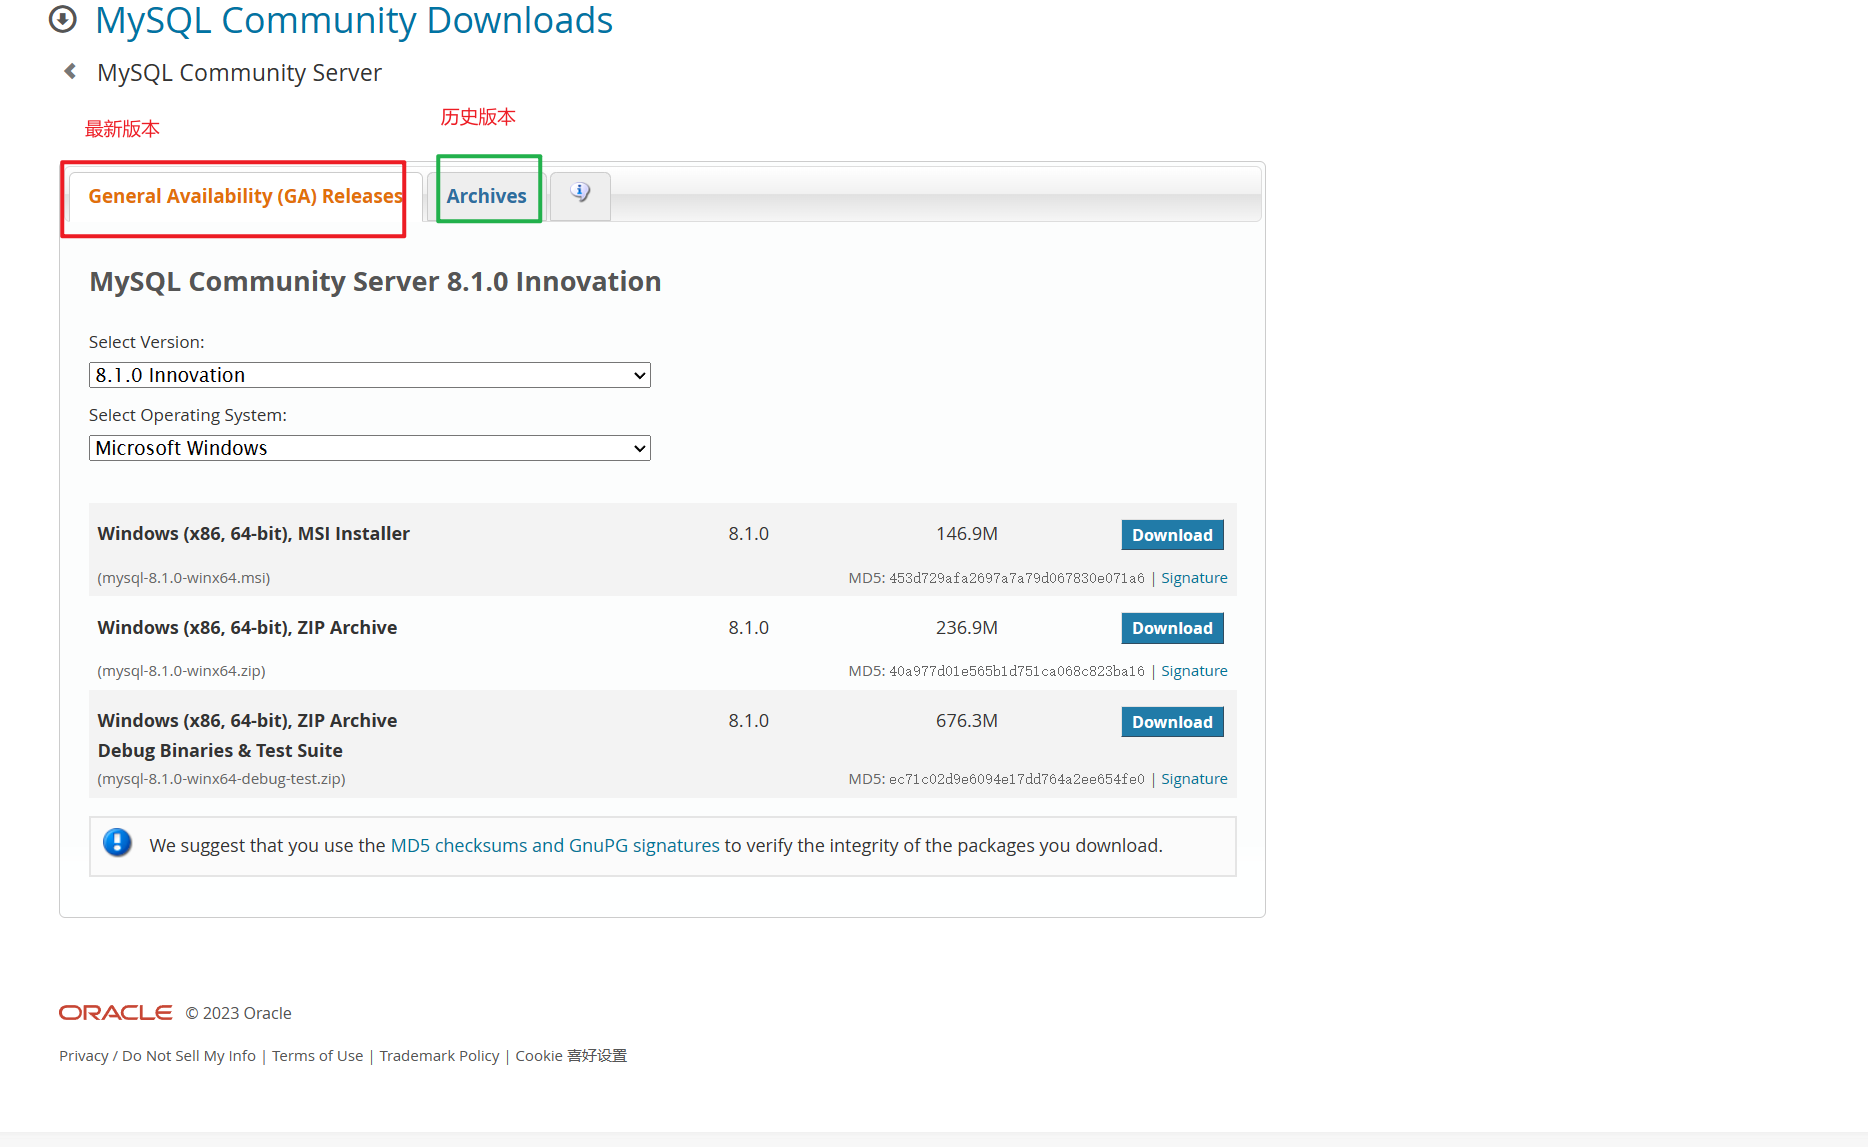 MySQL Community Downloads
MySQL Community Server
最新版本
历史版本
General Availability (GA) Releases
Archives
MySQL Community Server 8.1.0 Innovation
Select Version:
8.1.0 Innovation
Select Operating System:
Microsoft Windows
Windows (x86, 64-bit), MSI Installer 8.1.0 146.9M Download
(mysql-8.1.0-winx64.msi) MD5: 453d729afa2697a7a79d067830e071a6 | Signature
Windows (x86, 64-bit), ZIP Archive 8.1.0 236.9M Download
(mysql-8.1.0-winx64.zip) MD5: 40a977d01e565b1d751ca068c823ba16 | Signature
Windows (x86, 64-bit), ZIP Archive 8.1.0 676.3M Download
Debug Binaries & Test Suite
(mysql-8.1.0-winx64-debug-test.zip) MD5: ec71c02d9e6094e17dd764a2ee654fe0 | Signature
We suggest that you use the MD5 checksums and GnuPG signatures to verify the integrity of the packages you download.
ORACLE © 2023 Oracle
Privacy / Do Not Sell My Info | Terms of Use | Trademark Policy | Cookie 喜好设置